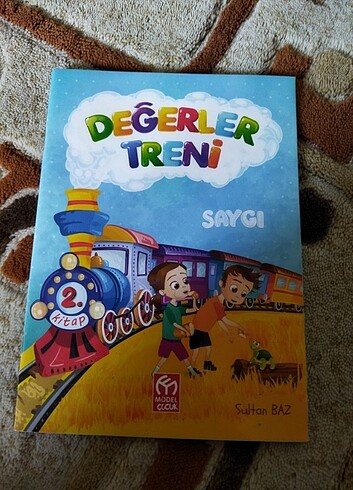 DEĞERLER
TRENİ
SAYGI
2.
kitap
MODEL
ÇOCUK
Sultan BAZ